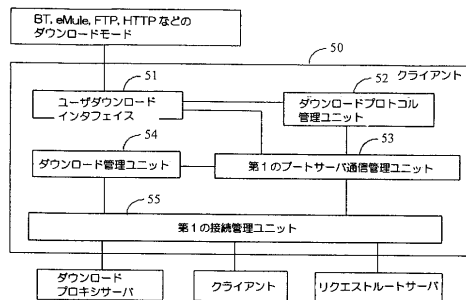 BT, eMule, FTP, HTTP などの
ダウンロードモード
50
クライアント
51
ユーザダウンロード
インタフェイス
52
ダウンロードプロトコル
管理ユニット
54
ダウンロード管理ユニット
53
第1のブートサーバ通信管理ユニット
55
第1の接続管理ユニット
ダウンロード
プロキシサーバ
クライアント
リクエストルートサーバ